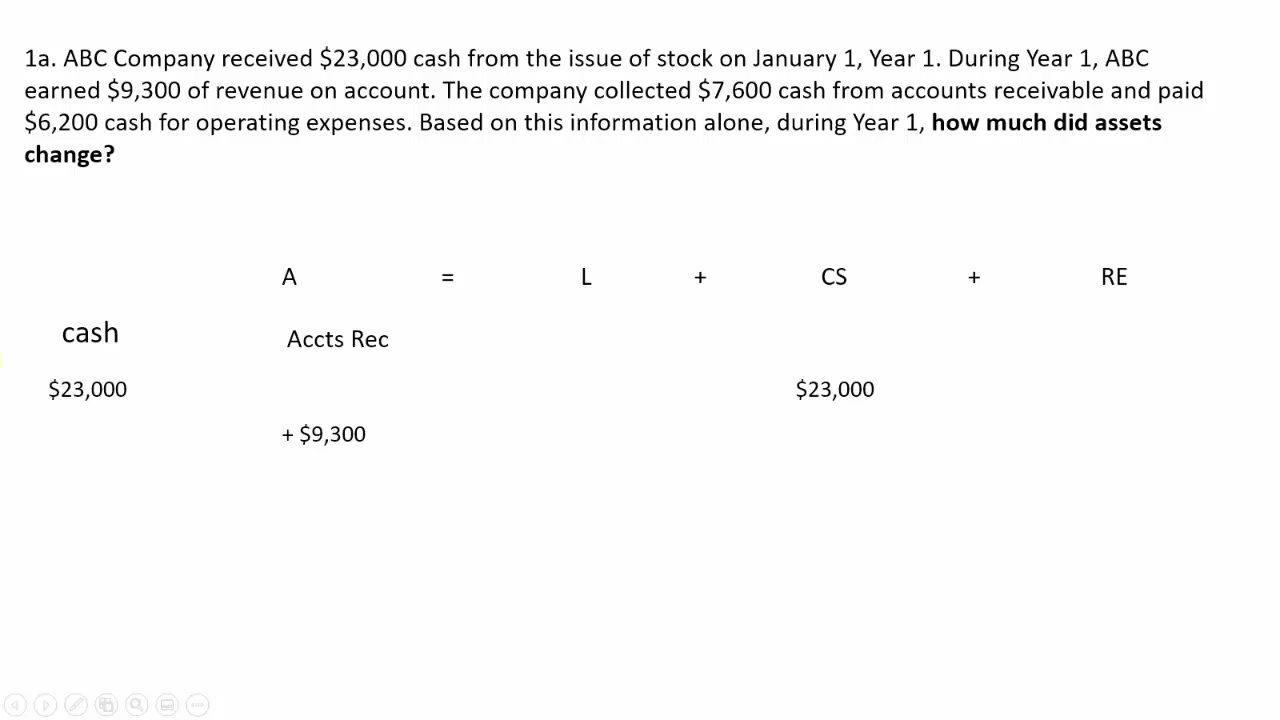 1a. ABC Company received $23,000 cash from the issue of stock on January 1, Year 1. During Year 1, ABC
earned $9,300 of revenue on account. The company collected $7,600 cash from accounts receivable and paid
$6,200 cash for operating expenses. Based on this information alone, during Year 1, how much did assets
change?
A = L + CS + RE
cash Accts Rec
$23,000 $23,000
+ $9,300